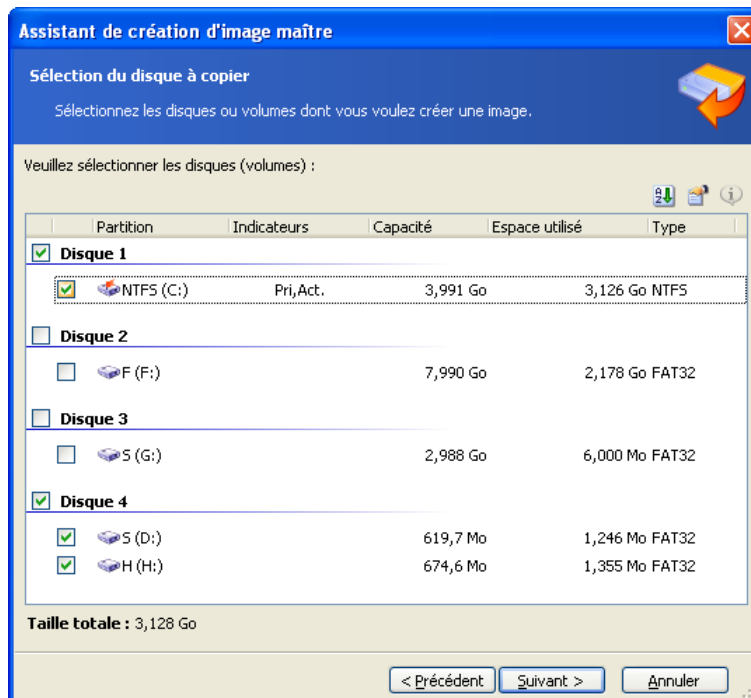 Assistant de création d'image maître
Sélection du disque à copier
Sélectionnez les disques ou volumes dont vous voulez créer une image.
Veuillez sélectionner les disques (volumes) :
Partition Indicateurs Capacité Espace utilisé Type
Disque 1
NTFS (C:) Pri,Act. 3,991 Go 3,126 Go NTFS
Disque 2
F (F:) 7,990 Go 2,178 Go FAT32
Disque 3
S (G:) 2,988 Go 6,000 Mo FAT32
Disque 4
S (D:) 619,7 Mo 1,246 Mo FAT32
H (H:) 674,6 Mo 1,355 Mo FAT32
Taille totale : 3,128 Go
< Précédent Suivant > Annuler